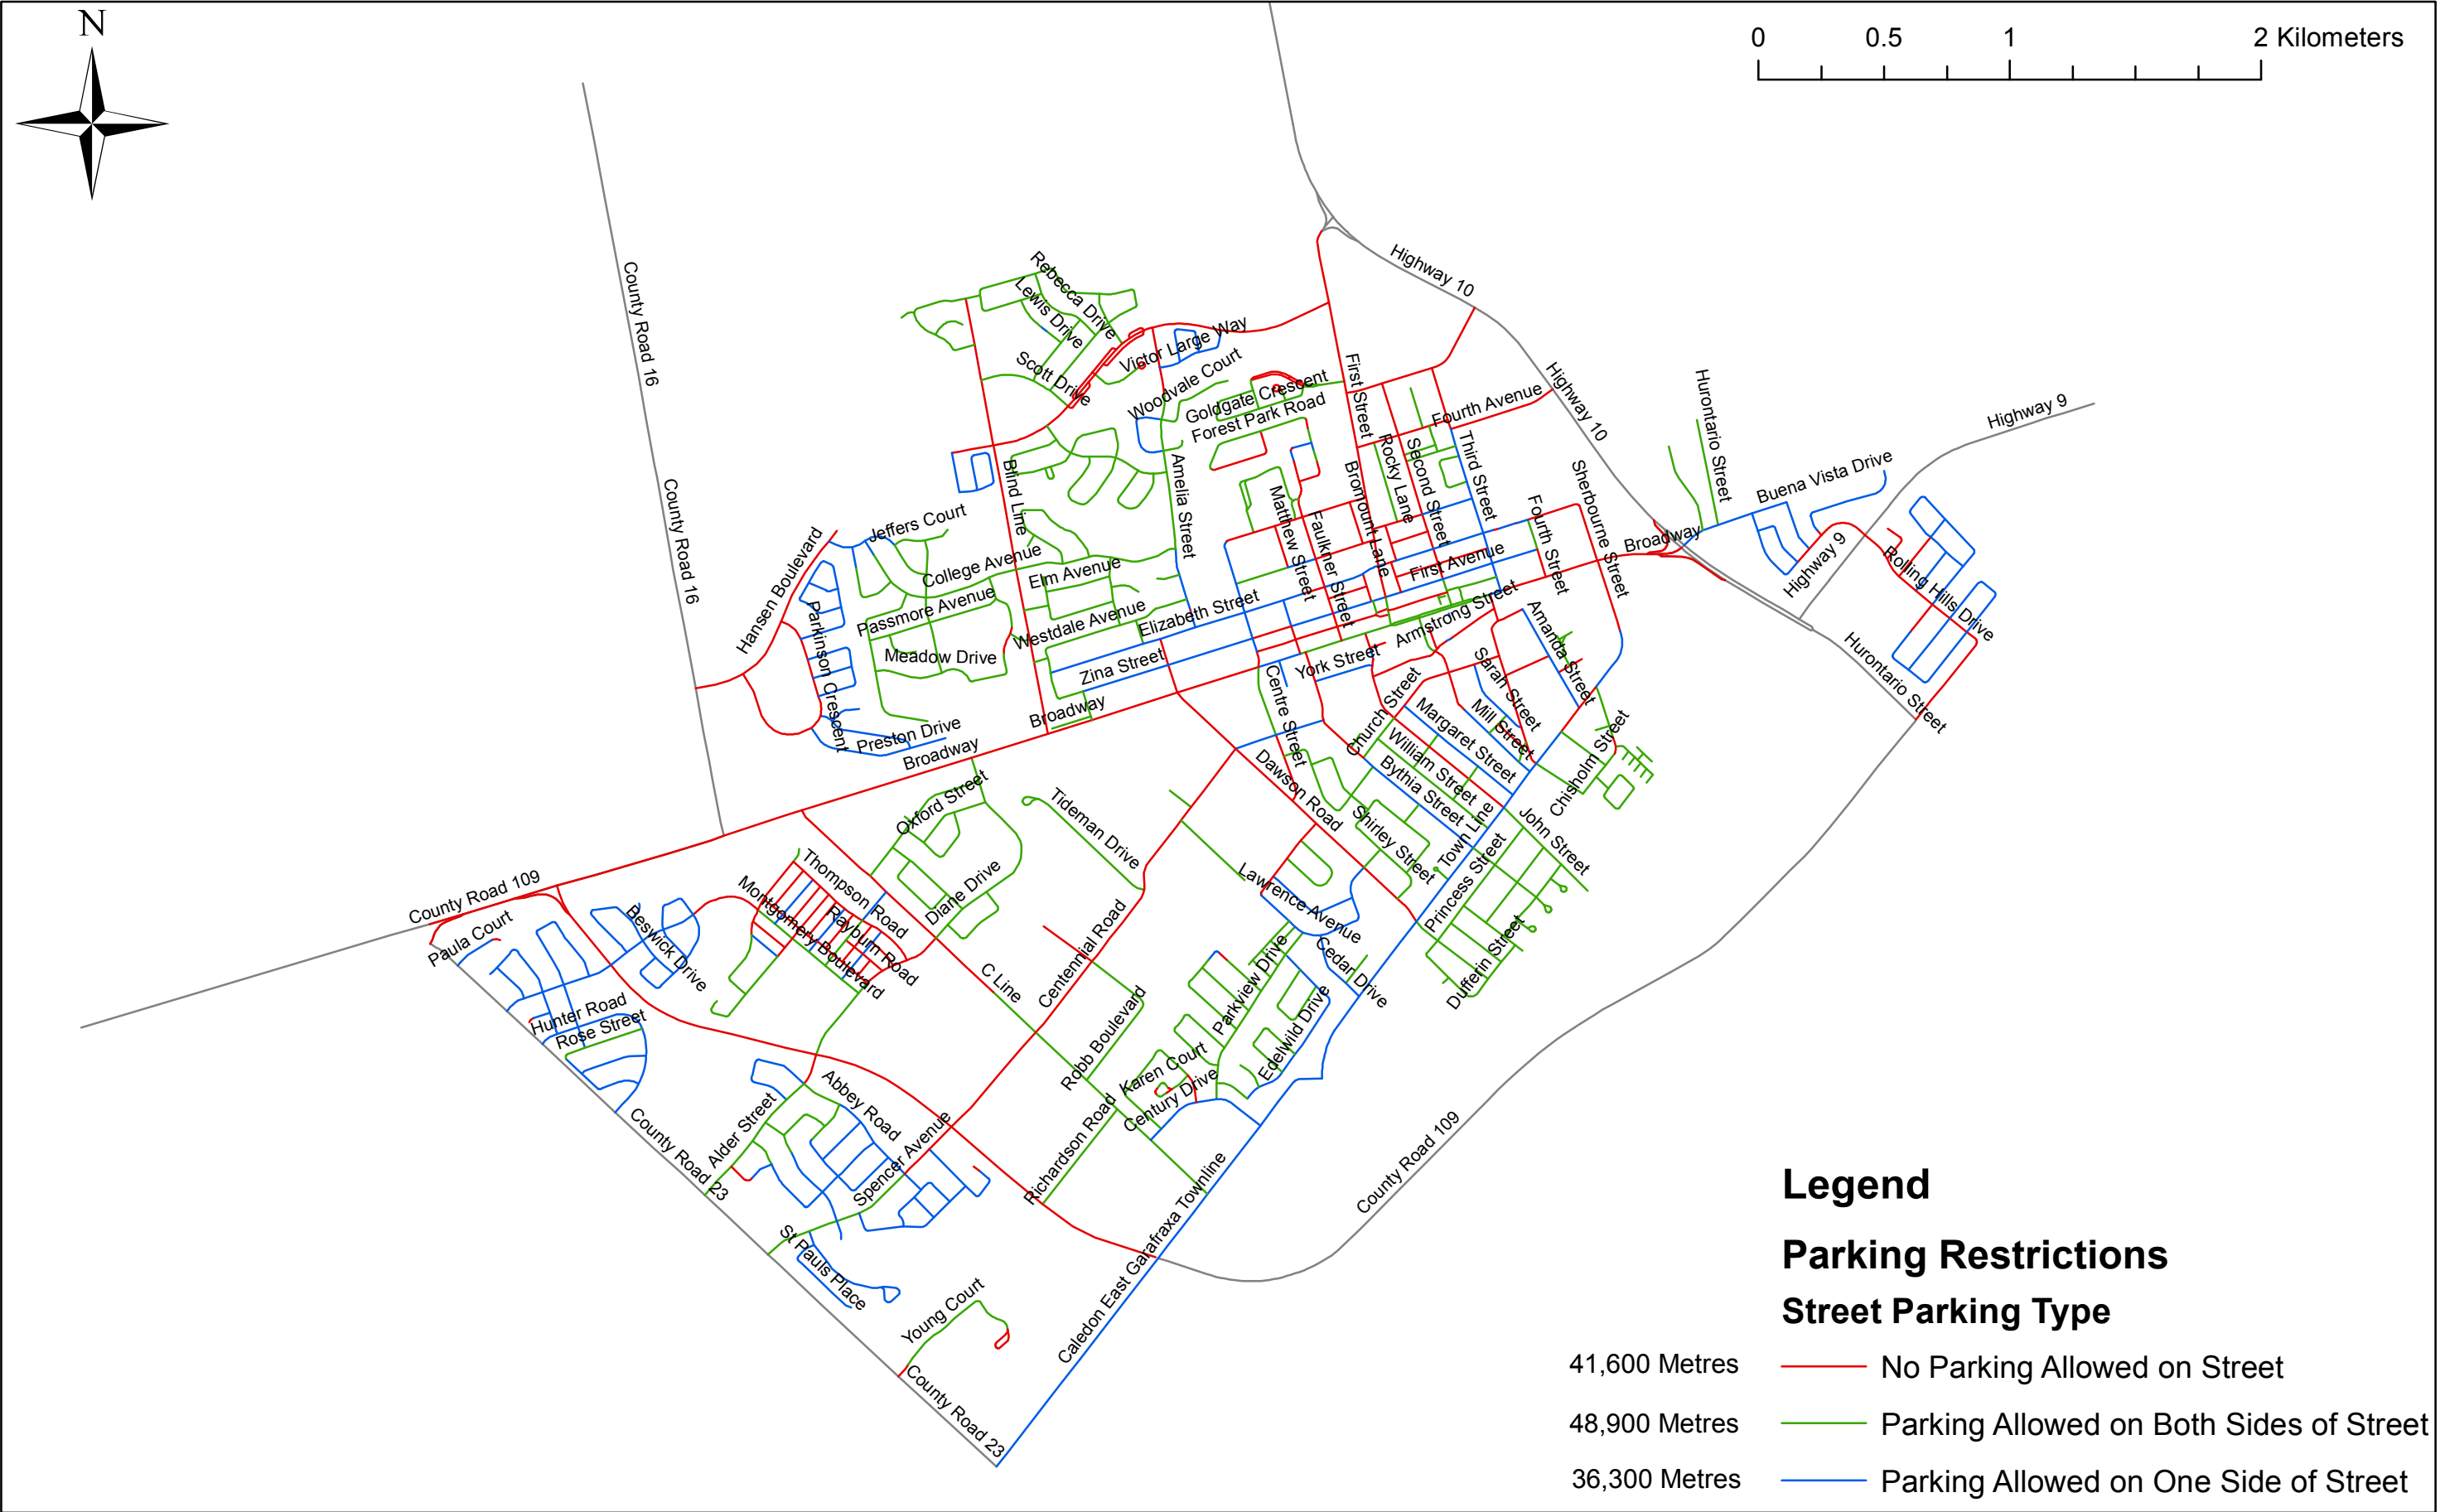 N
0 0.5 1 2 Kilometers
County Road 16
County Road 16
Highway 10
Highway 10
Rebecca Drive
Lewis Drive
Scott Drive
Victor Large Way
Woodvale Court
Goldgate Crescent
Forest Park Road
First Street
Fourth Avenue
Rocky Lane
Second Street
Third Street
Bromount Lane
Hurontario Street
Highway 9
Buena Vista Drive
Sherbourne Street
Fourth Street
Broadway
Highway 9
Rolling Hills Drive
Hurontario Street
Blind Line
Amelia Street
Matthew Street
Faulkner Street
First Avenue
Jeffers Court
College Avenue
Elm Avenue
Hansen Boulevard
Parkinson Crescent
Passmore Avenue
Westdale Avenue
Elizabeth Street
Armstrong Street
Amanda Street
Meadow Drive
Zina Street
York Street
Sarah Street
Centre Street
Church Street
Margaret Street
Mill Street
Broadway
Preston Drive
Broadway
William Street
Bythia Street
Chisholm Street
Dawson Road
Oxford Street
Tideman Drive
Shirley Street
Town Line
John Street
Princess Street
Thompson Road
Montgomery Boulevard
Rayburn Road
Diane Drive
Lawrence Avenue
County Road 109
Paula Court
Beswick Drive
C Line
Centennial Road
Cedar Drive
Dufferin Street
Parkview Drive
Edelwild Drive
Hunter Road
Rose Street
Robb Boulevard
Karen Court
Century Drive
Richardson Road
Abbey Road
Alder Street
Spencer Avenue
County Road 23
County Road 109
St Pauls Place
Young Court
Caledon East Garafraxa Townline
County Road 23
Legend
Parking Restrictions
Street Parking Type
41,600 Metres No Parking Allowed on Street
48,900 Metres Parking Allowed on Both Sides of Street
36,300 Metres Parking Allowed on One Side of Street